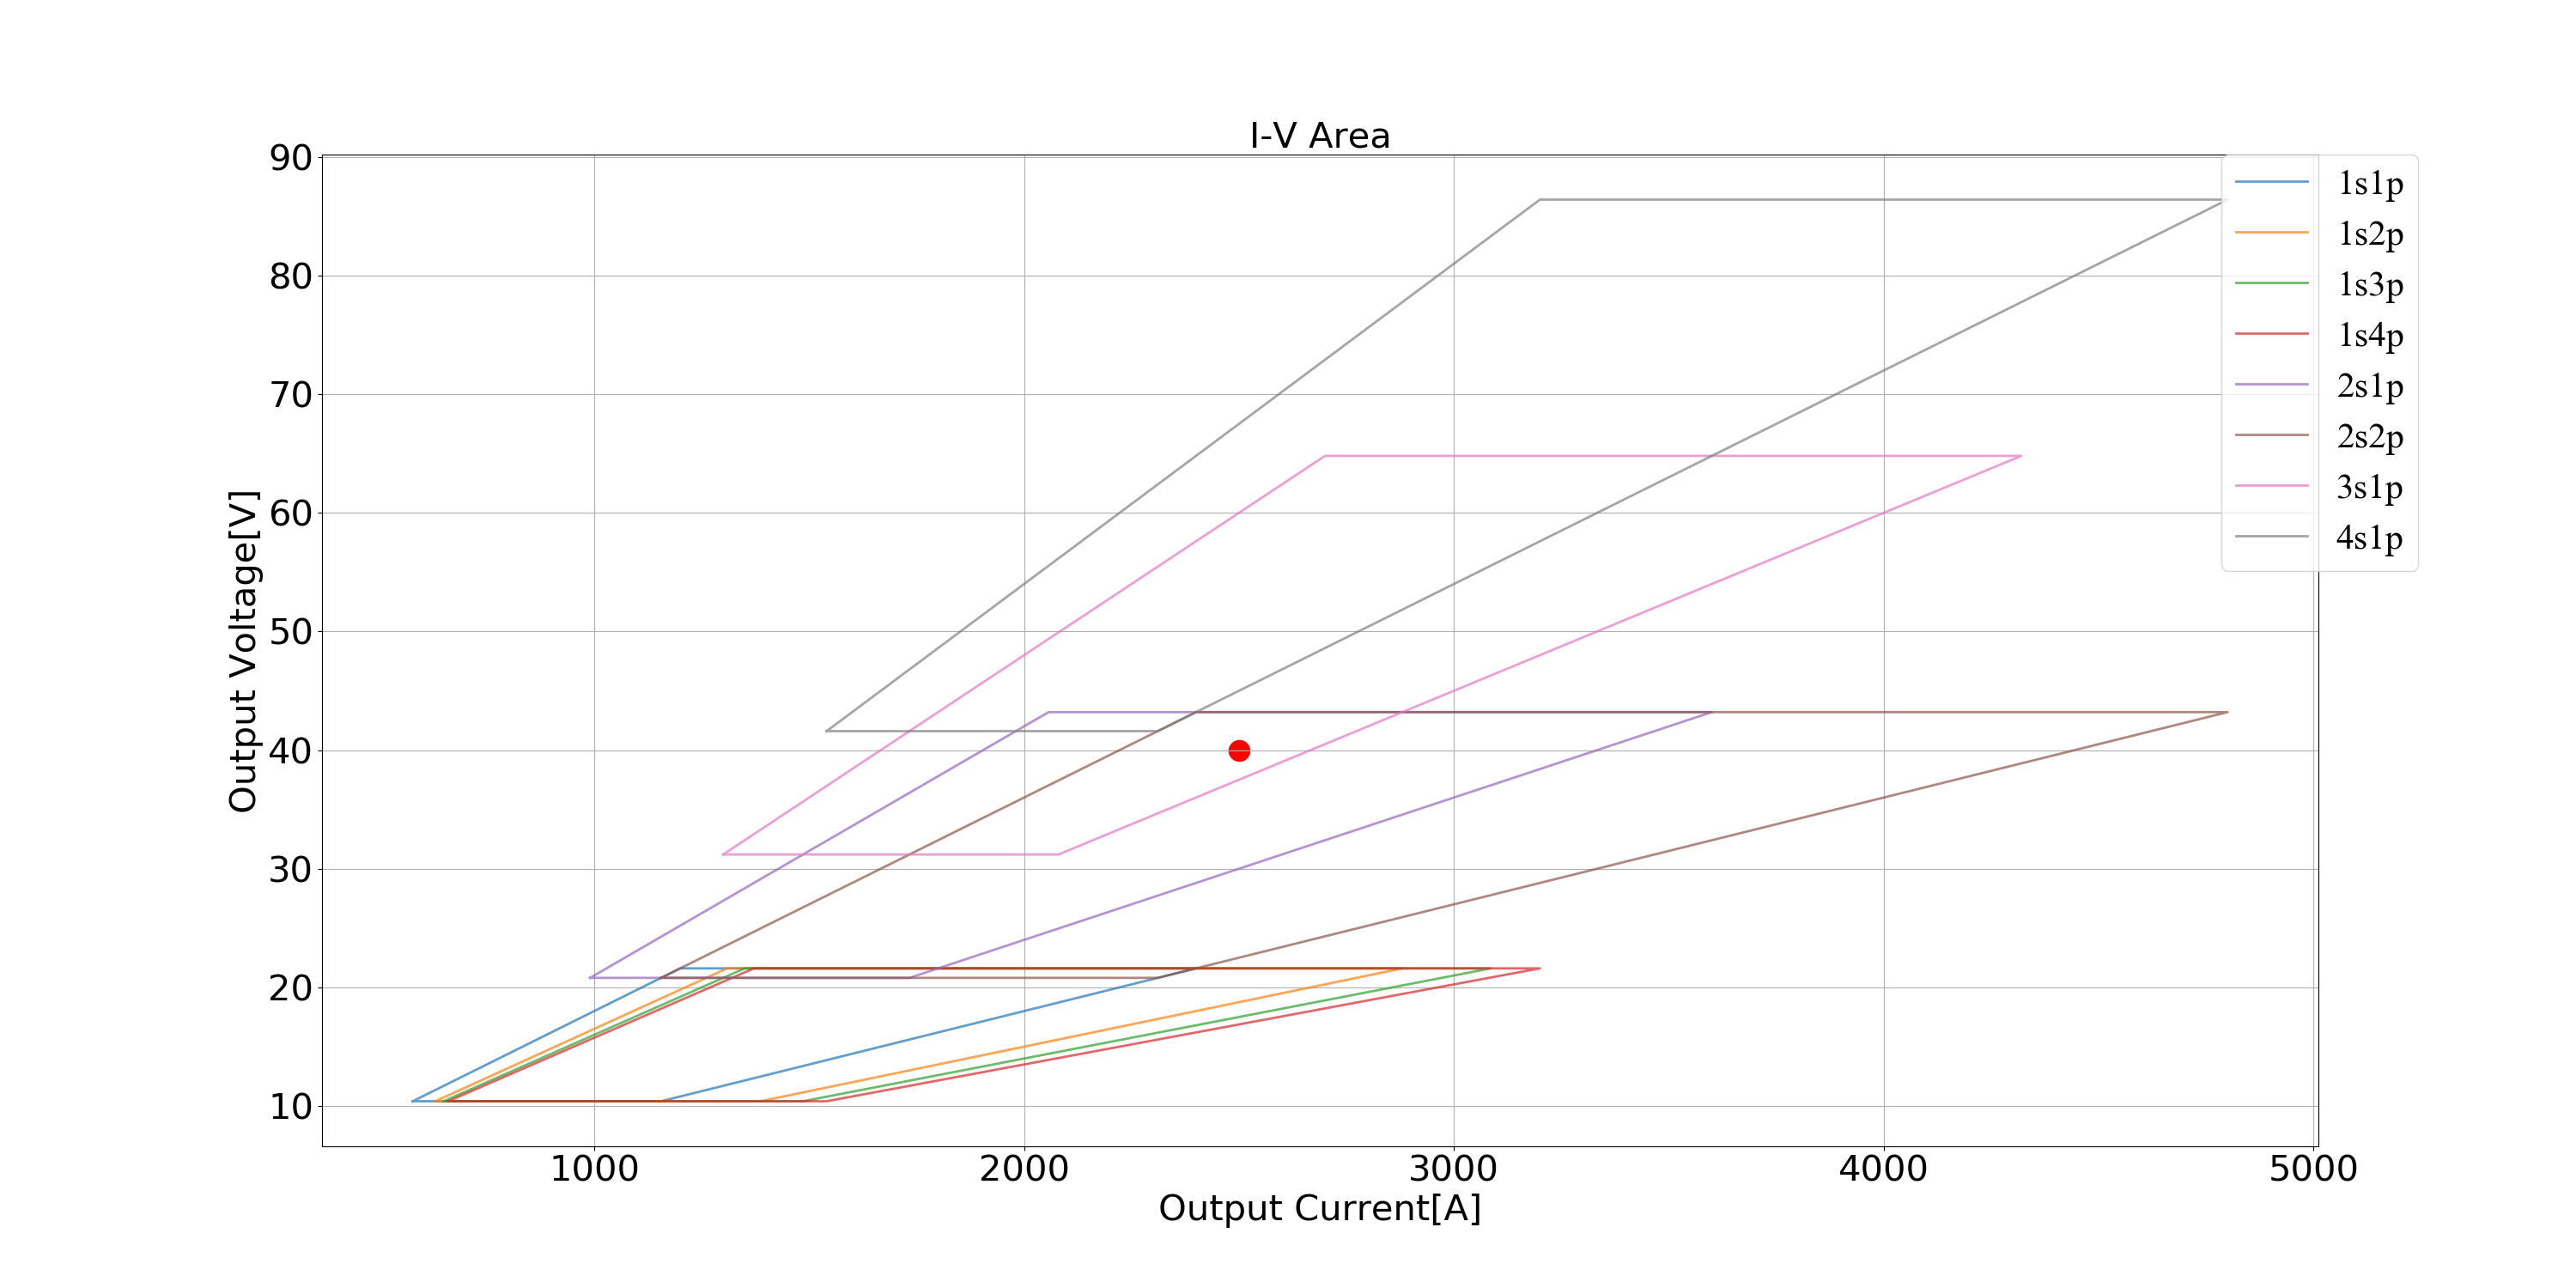 I-V Area
90
80
70
60
50
40
30
20
10
Output Voltage[V]
1000 2000 3000 4000 5000
Output Current[A]
1s1p
1s2p
1s3p
1s4p
2s1p
2s2p
3s1p
4s1p